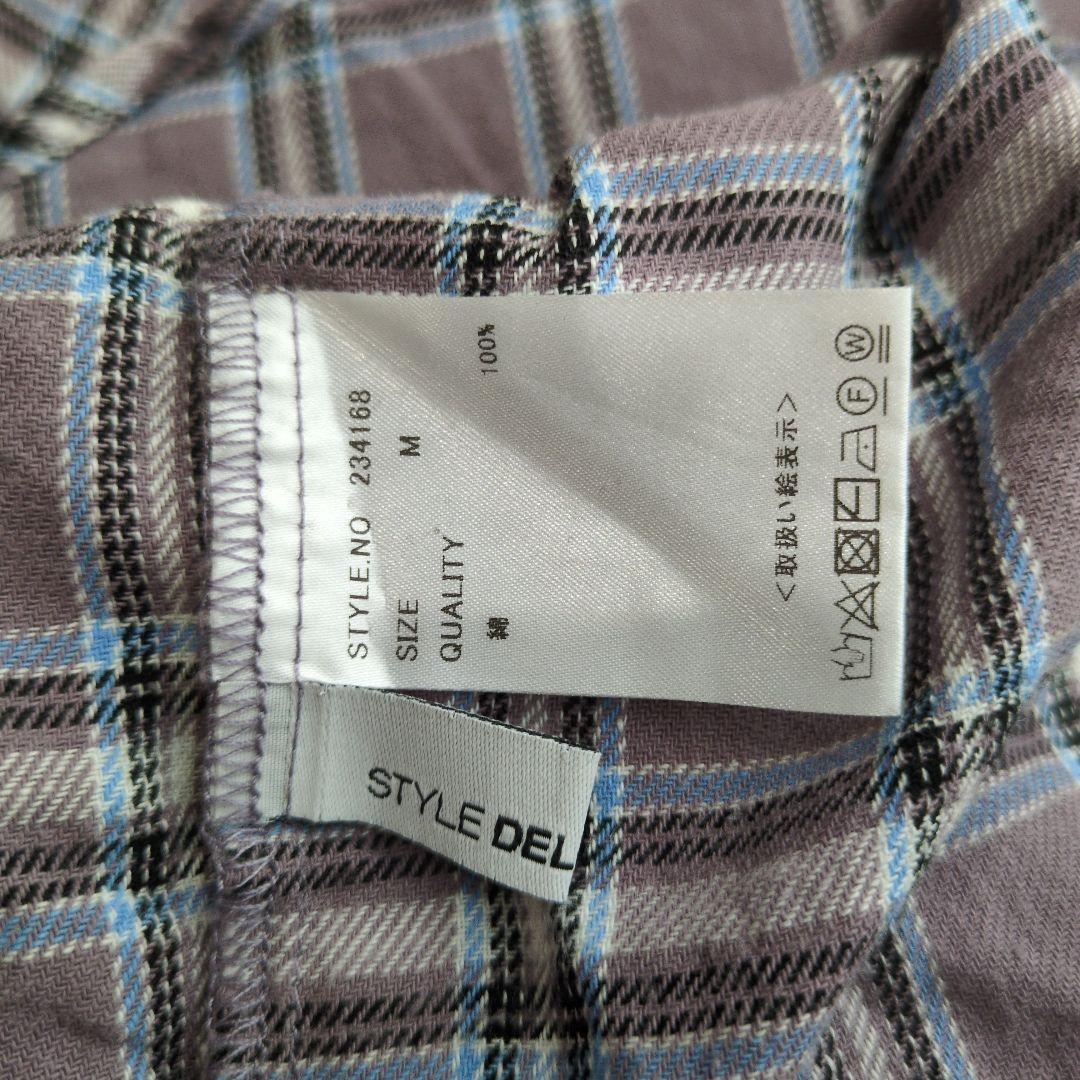 STYLE.NO 234168
SIZE M
QUALITY
綿 100%
<取扱い絵表示>
F W
STYLE DEL